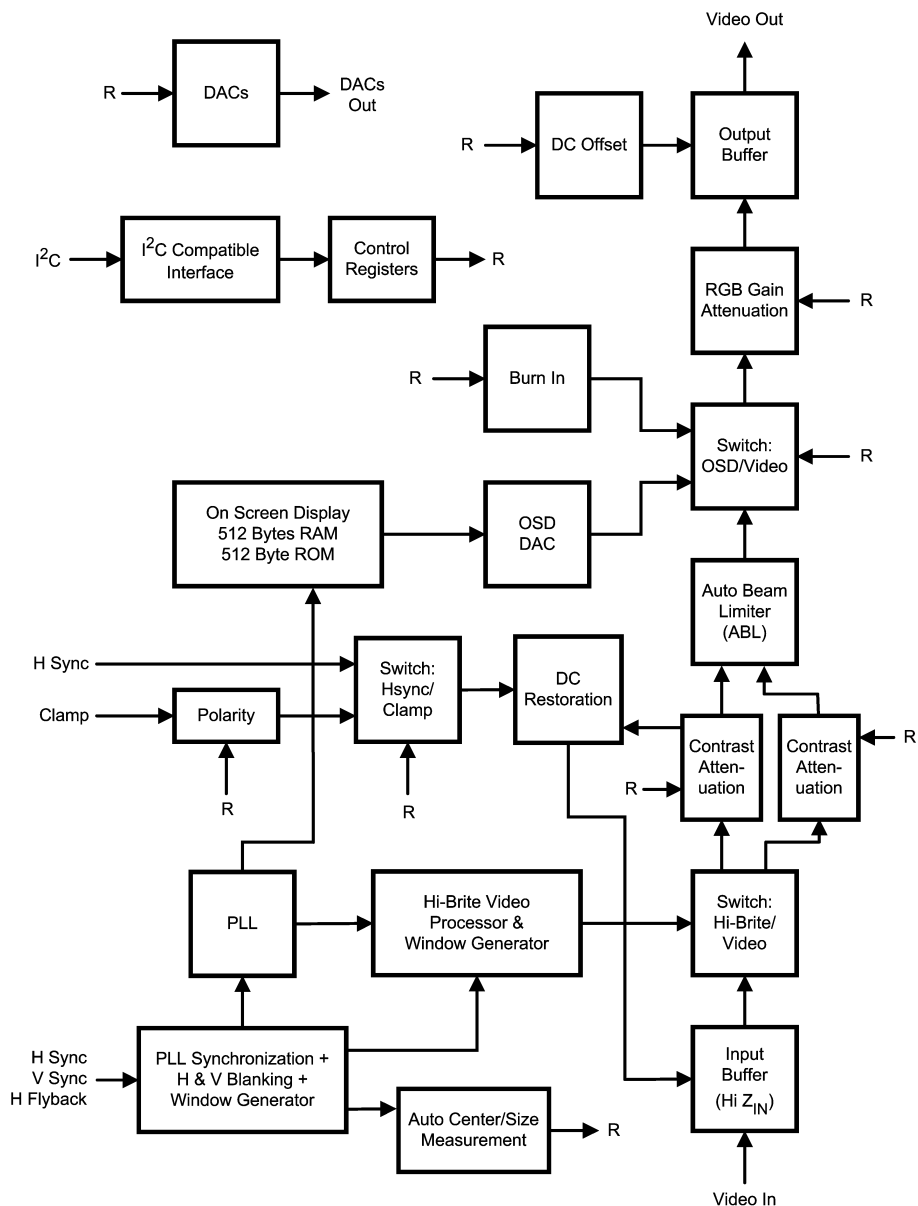 Video Out
R
DACs
DACs
Out
R
DC Offset
Output
Buffer
I²C
I²C Compatible
Interface
Control
Registers
R
RGB Gain
Attenuation
R
R
Burn In
Switch:
OSD/Video
R
On Screen Display
512 Bytes RAM
512 Byte ROM
OSD
DAC
Auto Beam
Limiter
(ABL)
H Sync
Switch:
Hsync/
Clamp
DC
Restoration
Clamp
Polarity
R
R
R
Contrast
Atten-
uation
Contrast
Atten-
uation
R
PLL
Hi-Brite Video
Processor &
Window Generator
Switch:
Hi-Brite/
Video
H Sync
V Sync
H Flyback
PLL Synchronization +
H & V Blanking +
Window Generator
Auto Center/Size
Measurement
R
Input
Buffer
(Hi Z_IN)
Video In